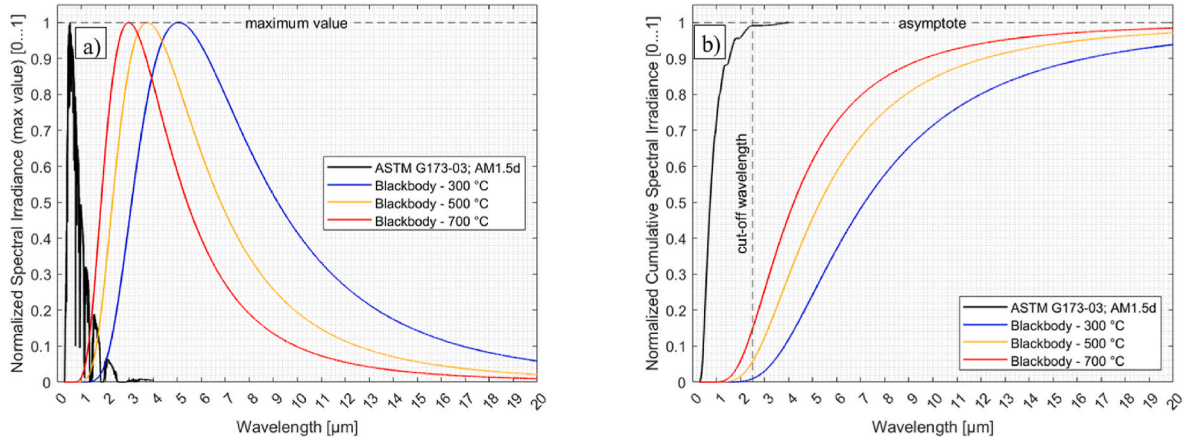 a)
maximum value
Normalized Spectral Irradiance (max value) [0...1]
1
0.9
0.8
0.7
0.6
0.5
0.4
0.3
0.2
0.1
0
ASTM G173-03; AM1.5d
Blackbody - 300 °C
Blackbody - 500 °C
Blackbody - 700 °C
0 1 2 3 4 5 6 7 8 9 10 11 12 13 14 15 16 17 18 19 20
Wavelength [µm]
b)
asymptote
Normalized Cumulative Spectral Irradiance [0...1]
1
0.9
0.8
0.7
0.6
0.5
0.4
0.3
0.2
0.1
0
cut-off wavelength
ASTM G173-03; AM1.5d
Blackbody - 300 °C
Blackbody - 500 °C
Blackbody - 700 °C
0 1 2 3 4 5 6 7 8 9 10 11 12 13 14 15 16 17 18 19 20
Wavelength [µm]